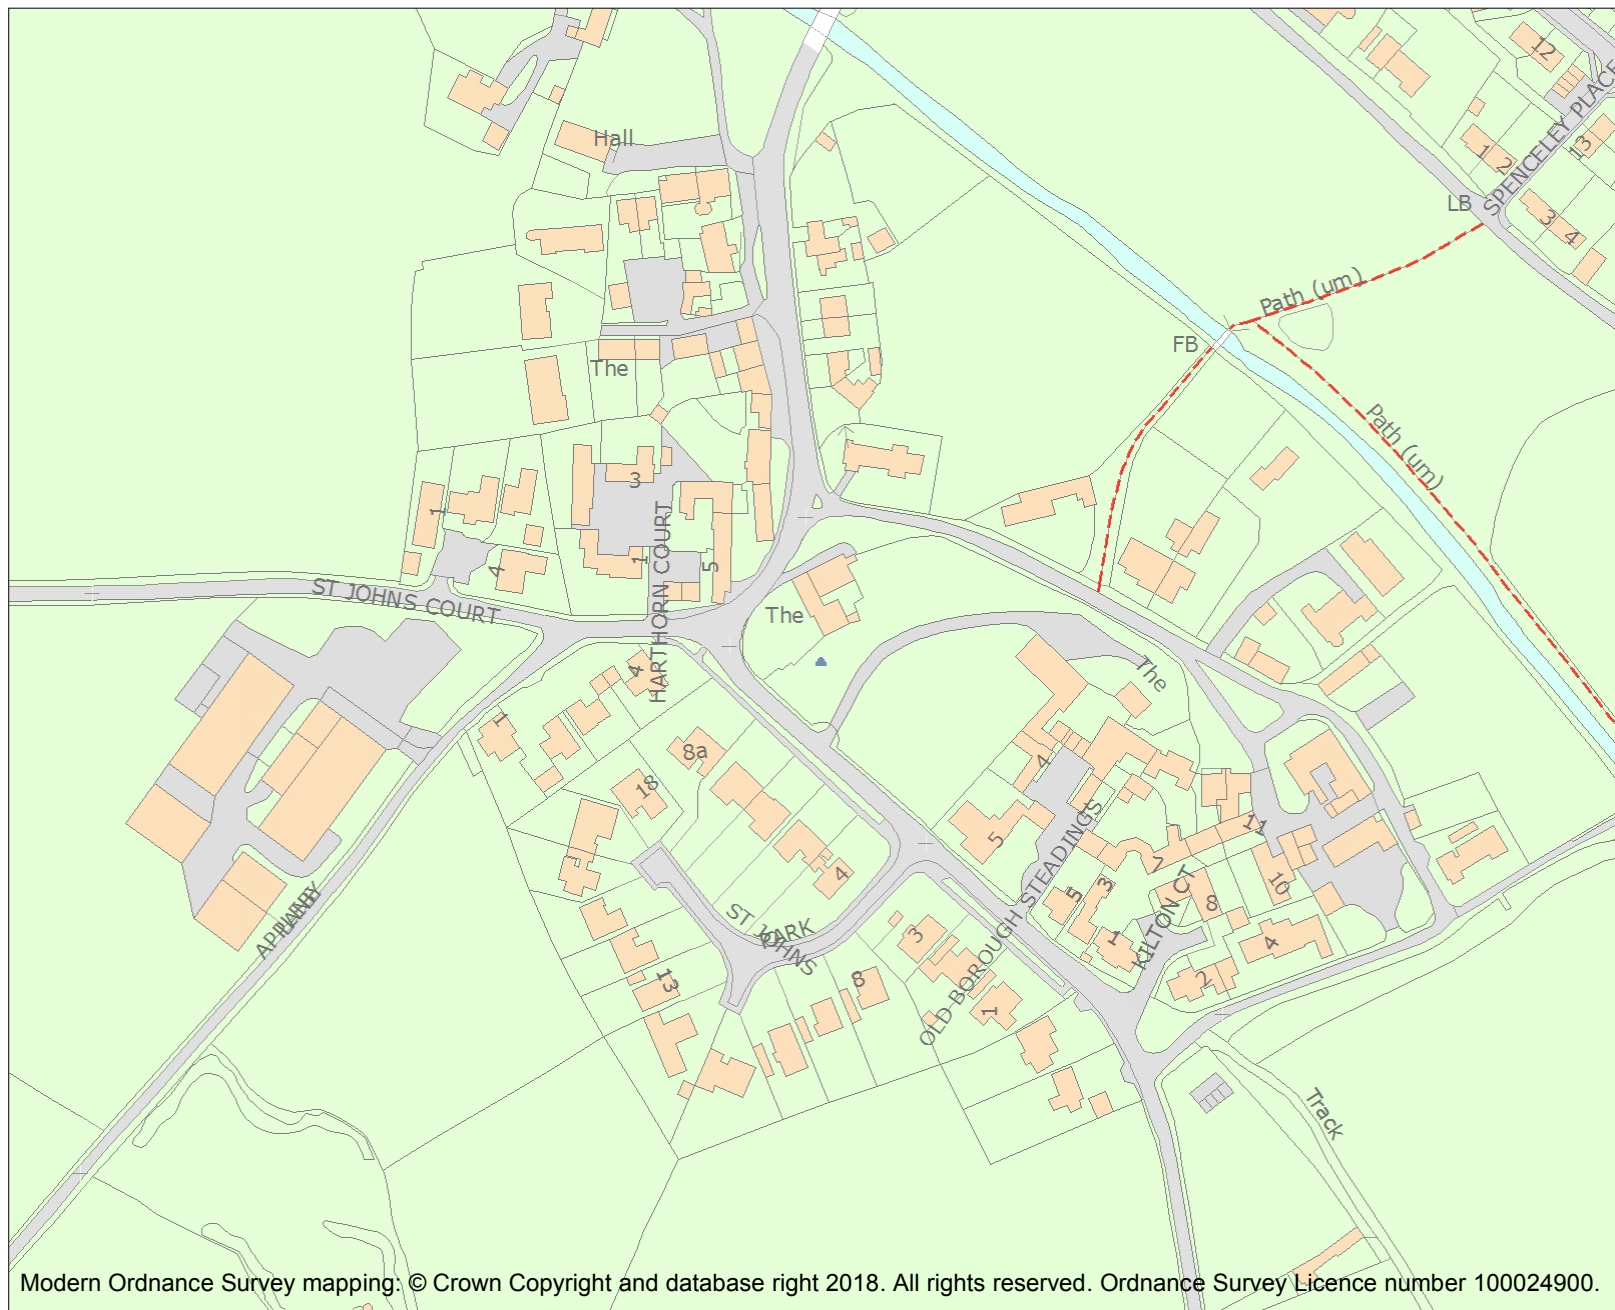 12
Hall
SPENCELEY PLACE
1
2
13
LB
3
4
Path (um)
FB
The
Path (um)
3
1
HARTHORN COURT
1
5
4
ST JOHNS COURT
The
4
The
1
8a
18
4
5
OLD BOROUGH STEADINGS
11
7
4
5
3
10
8
KILTON CT
APPLEBY
LANE
ST JOHNS
PARK
3
1
4
2
13
8
1
Track
Modern Ordnance Survey mapping: © Crown Copyright and database right 2018. All rights reserved. Ordnance Survey Licence number 100024900.